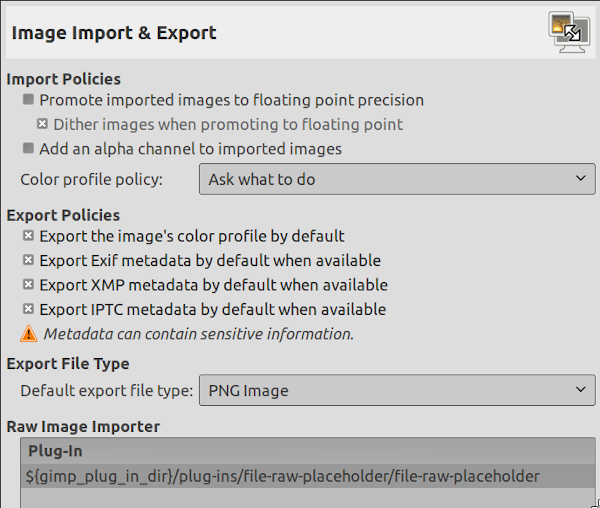 Image Import & Export
Import Policies
Promote imported images to floating point precision
Dither images when promoting to floating point
Add an alpha channel to imported images
Color profile policy: Ask what to do
Export Policies
Export the image's color profile by default
Export Exif metadata by default when available
Export XMP metadata by default when available
Export IPTC metadata by default when available
Metadata can contain sensitive information.
Export File Type
Default export file type: PNG Image
Raw Image Importer
Plug-In
${gimp_plug_in_dir}/plug-ins/file-raw-placeholder/file-raw-placeholder